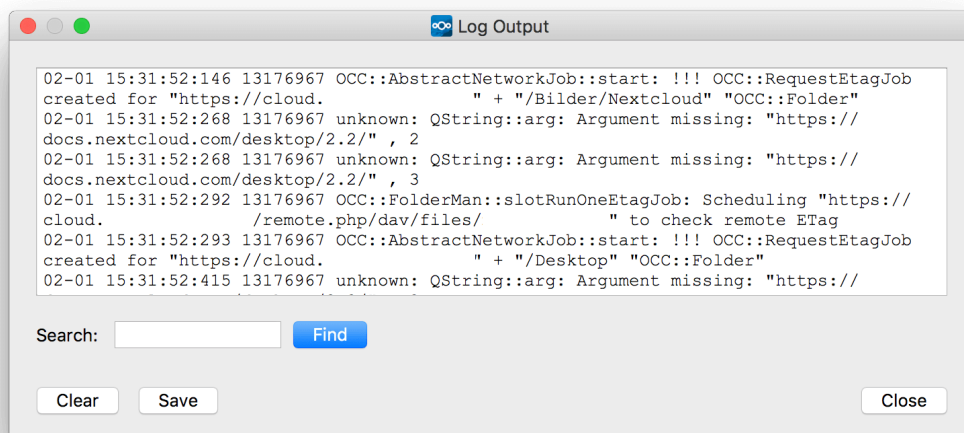 Log Output
02-01 15:31:52:146 13176967 OCC::AbstractNetworkJob::start: !!! OCC::RequestEtagJob
created for "https://cloud. " + "/Bilder/Nextcloud" "OCC::Folder"
02-01 15:31:52:268 13176967 unknown: QString::arg: Argument missing: "https://
docs.nextcloud.com/desktop/2.2/" , 2
02-01 15:31:52:268 13176967 unknown: QString::arg: Argument missing: "https://
docs.nextcloud.com/desktop/2.2/" , 3
02-01 15:31:52:292 13176967 OCC::FolderMan::slotRunOneEtagJob: Scheduling "https://
cloud. /remote.php/dav/files/ " to check remote ETag
02-01 15:31:52:293 13176967 OCC::AbstractNetworkJob::start: !!! OCC::RequestEtagJob
created for "https://cloud. " + "/Desktop" "OCC::Folder"
02-01 15:31:52:415 13176967 unknown: QString::arg: Argument missing: "https://
Search:
Find
Clear
Save
Close